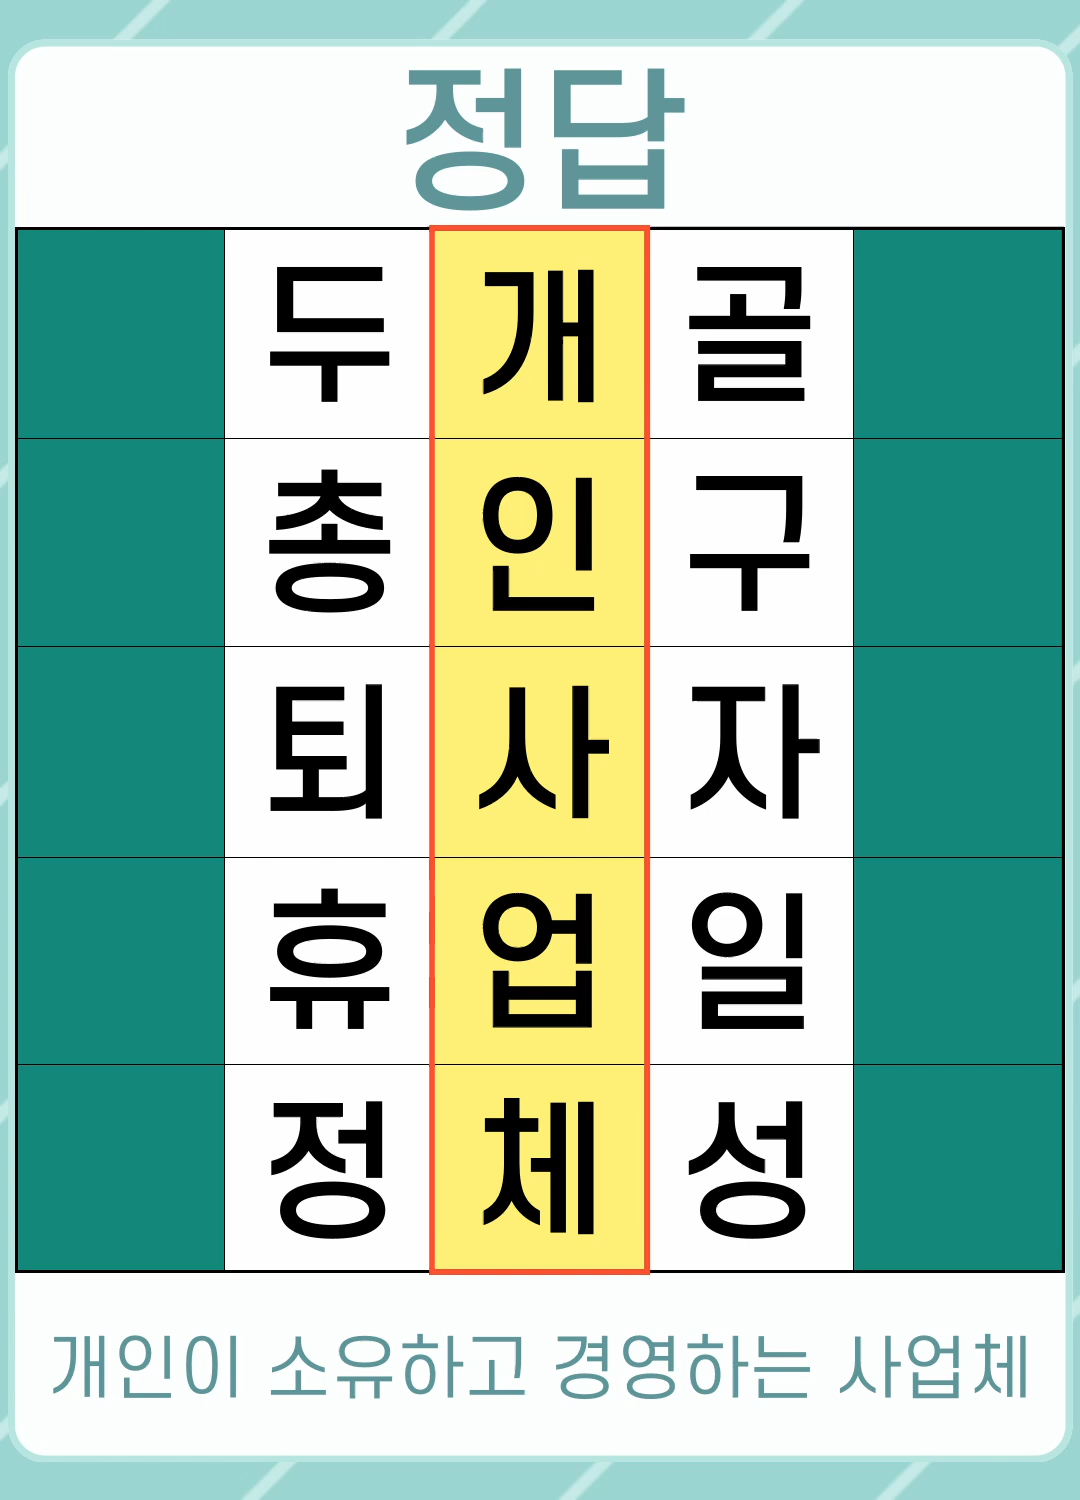 정답
두 개 골
총 인 구
퇴 사 자
휴 업 일
정 체 성
개인이 소유하고 경영하는 사업체